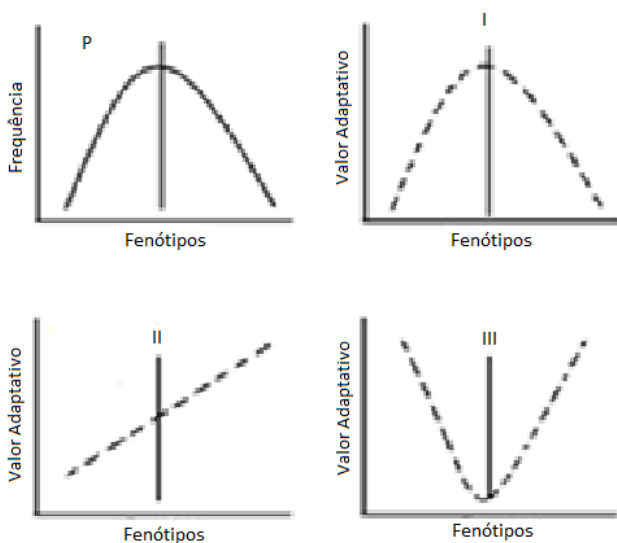 P
Frequência
Fenótipos
I
Valor Adaptativo
Fenótipos
II
Valor Adaptativo
Fenótipos
III
Valor Adaptativo
Fenótipos